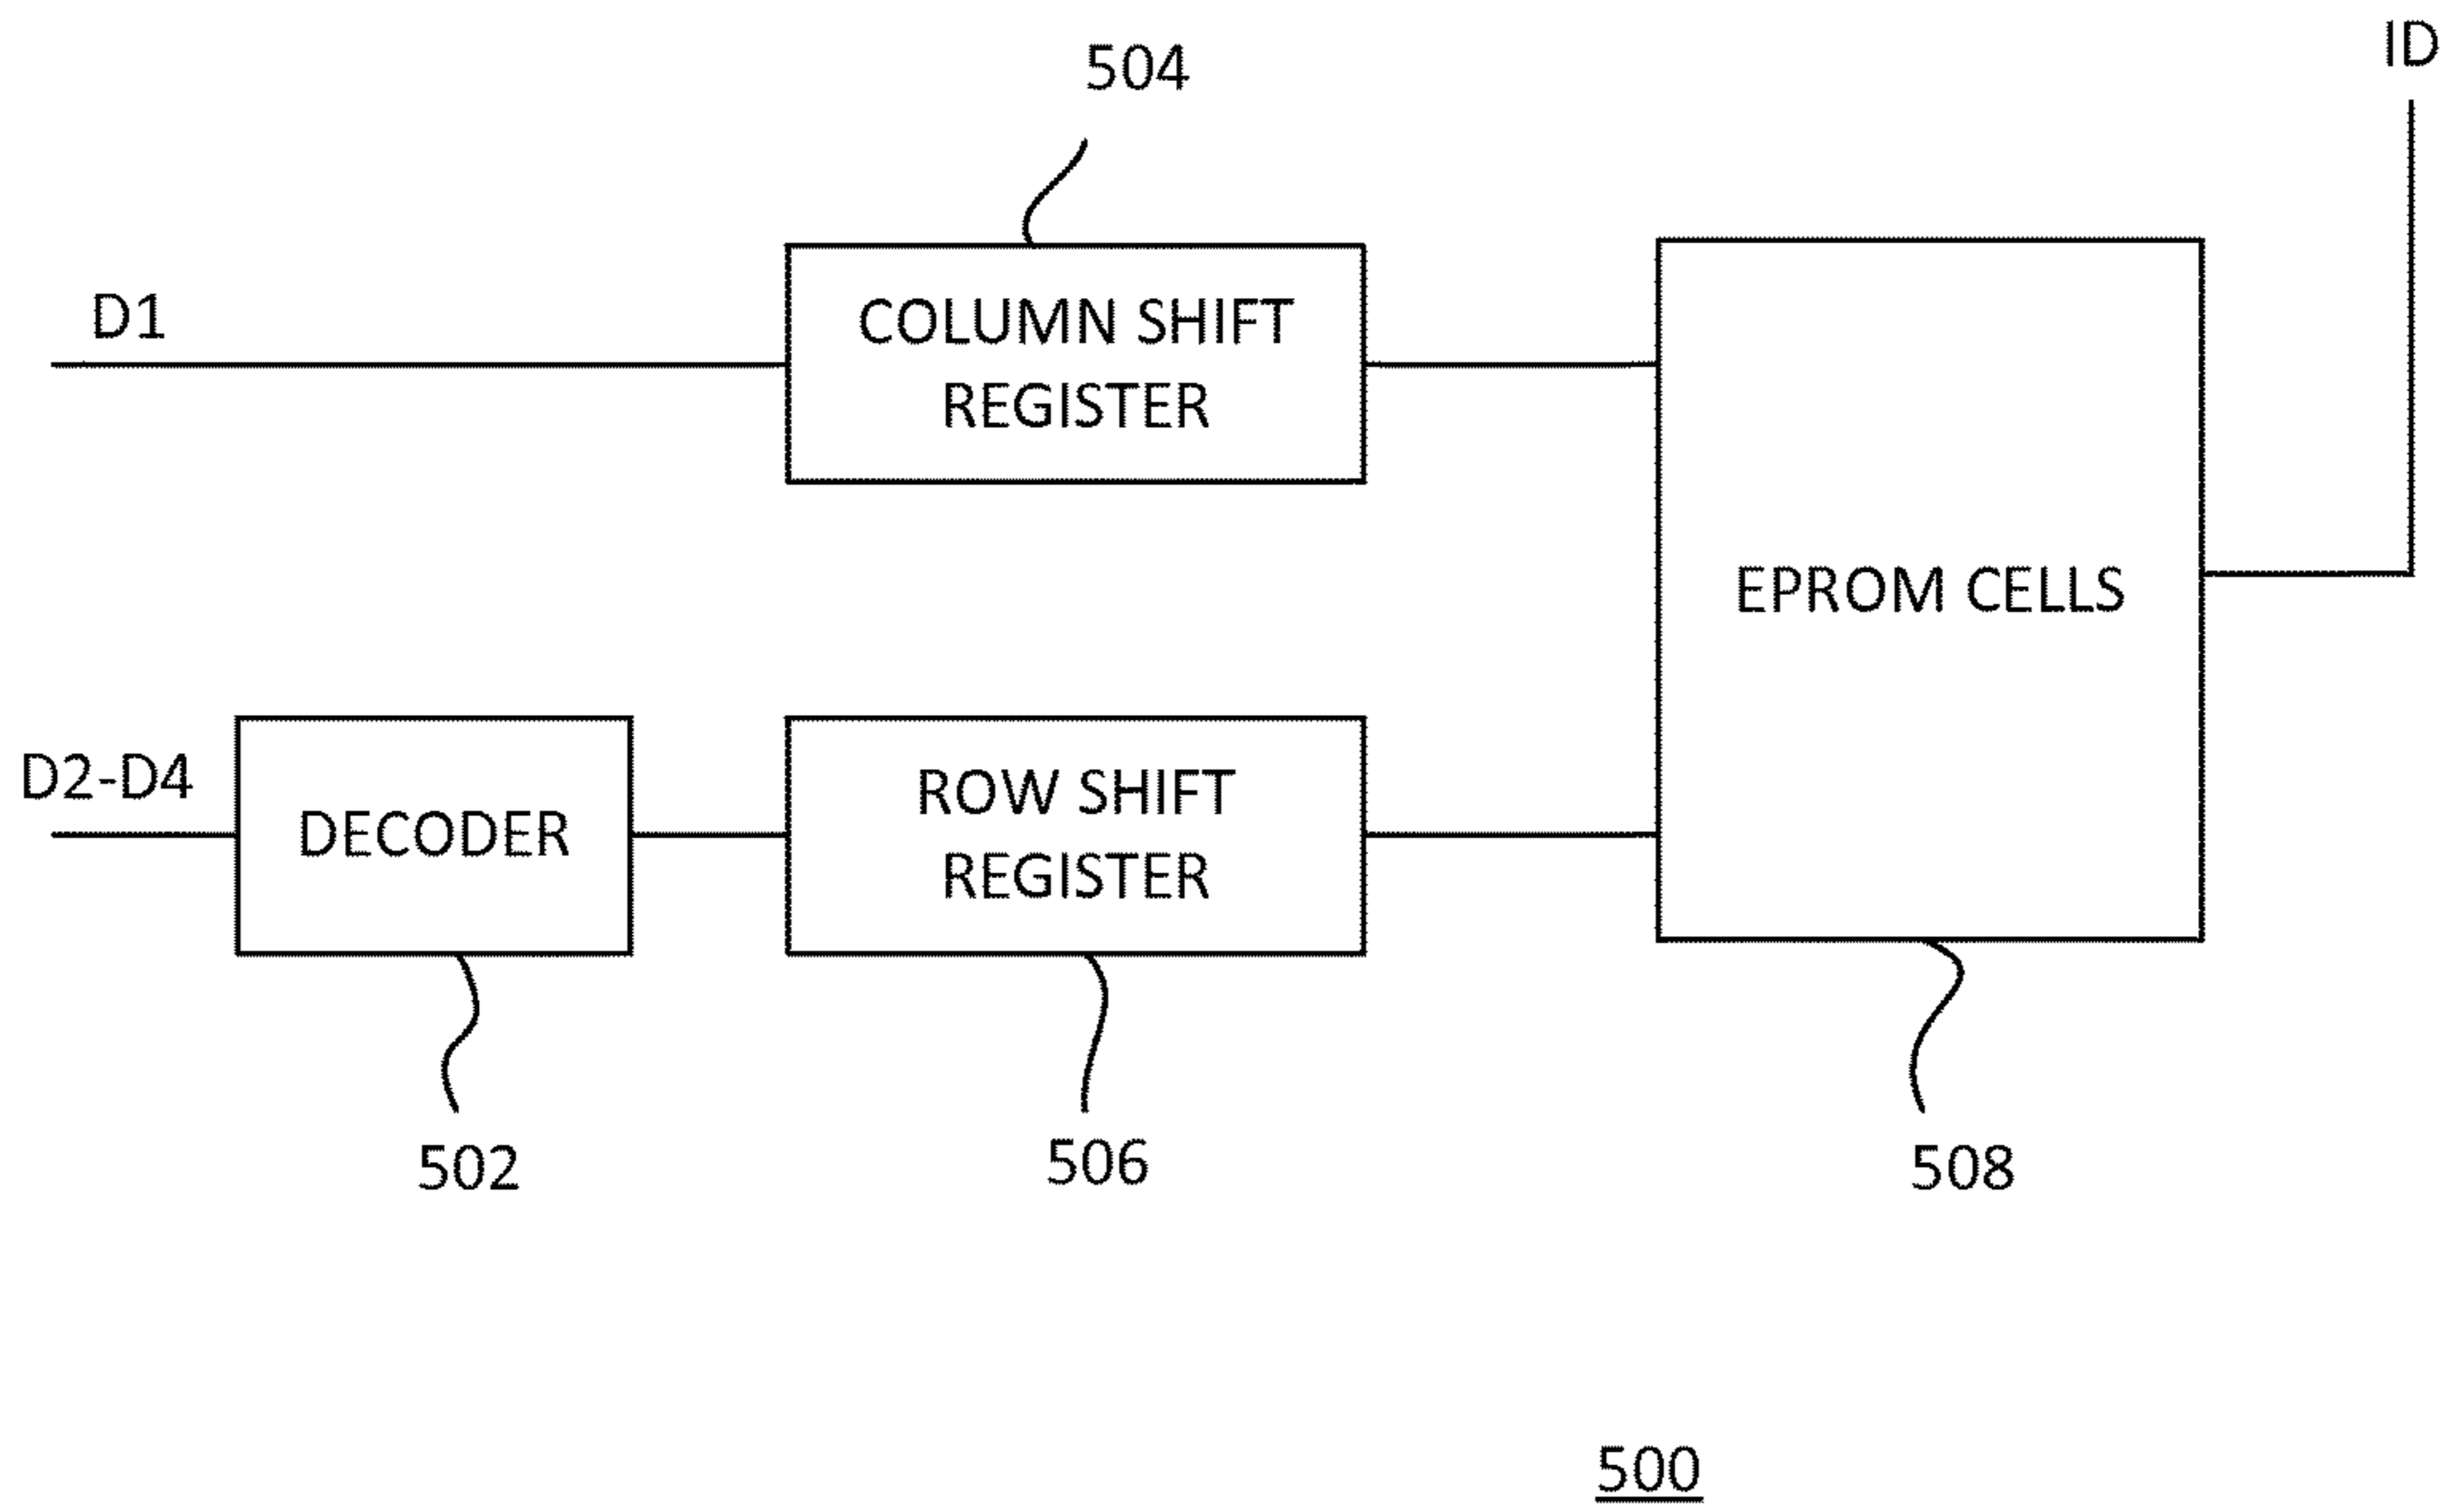 ID
504
D1
COLUMN SHIFT
REGISTER
EPROM CELLS
D2-D4
DECODER
ROW SHIFT
REGISTER
502
506
508
500